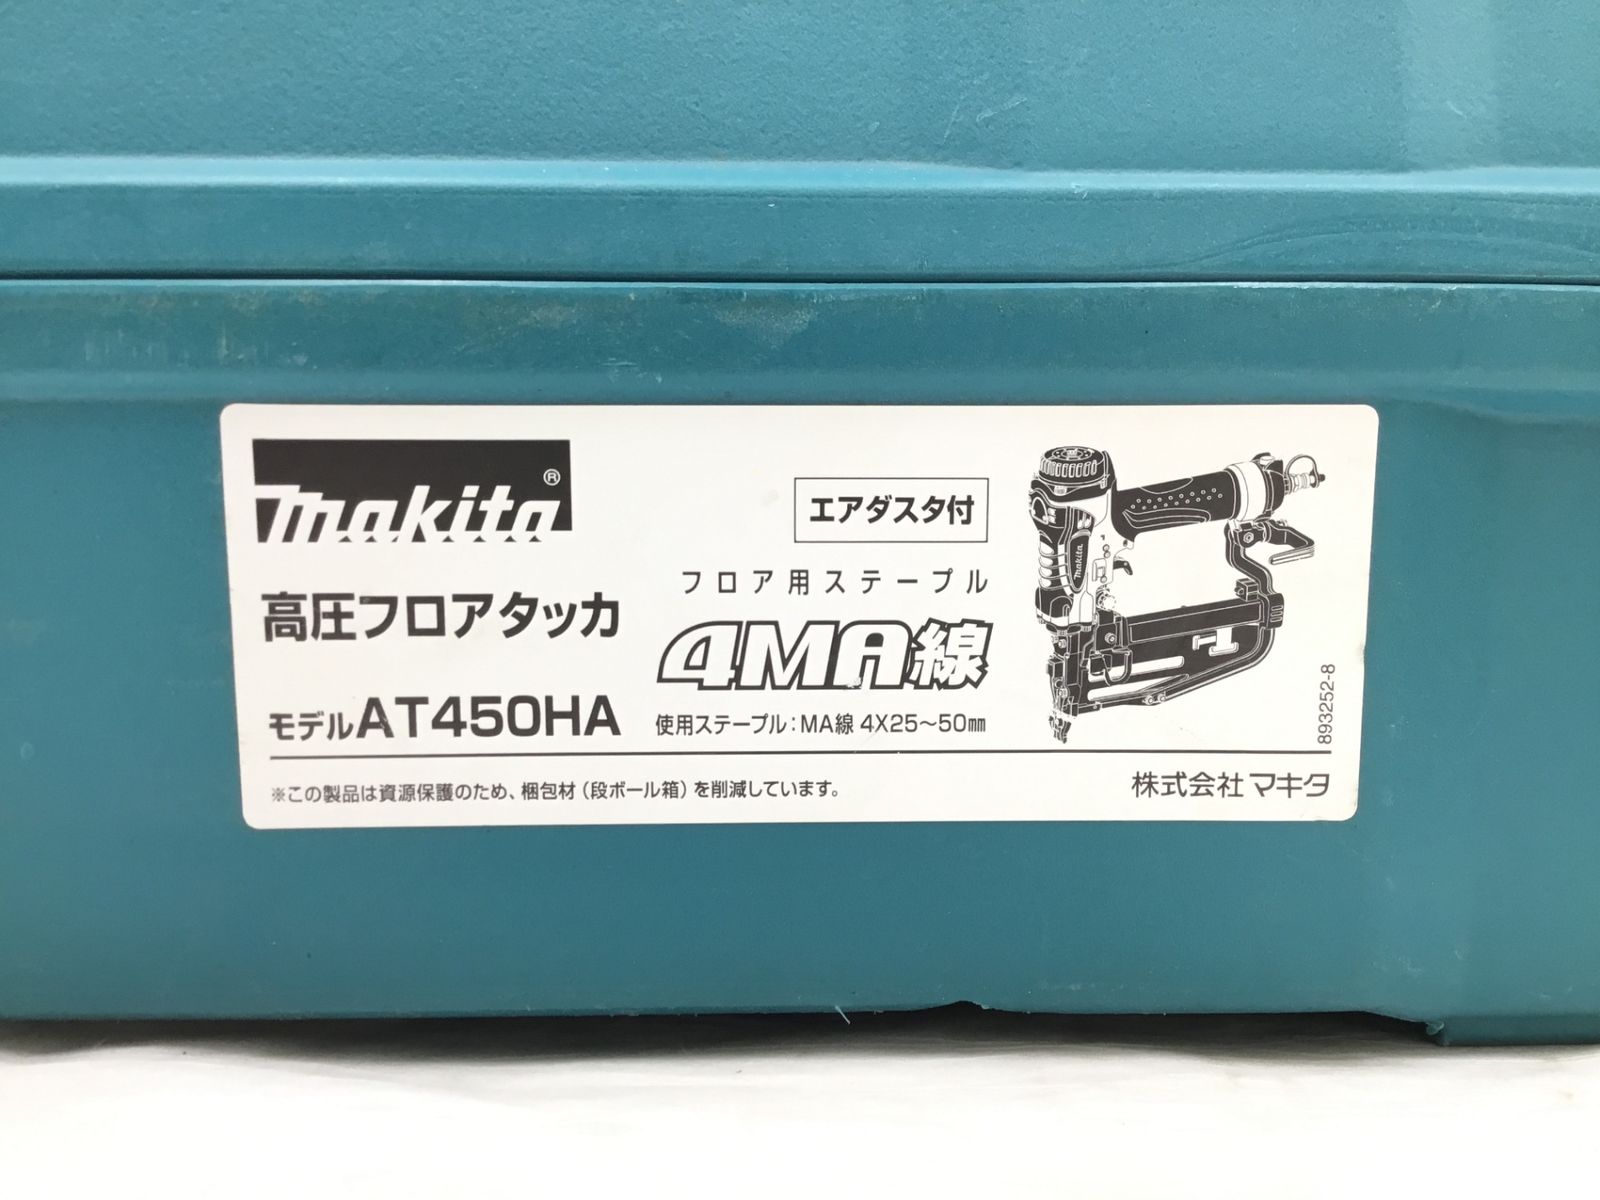 makita®
高圧フロアタッカ
モデルAT450HA
エアダスタ付
フロア用ステープル
4MA線
使用ステープル:MA線 4X25〜50mm
makita
893252-8
※この製品は資源保護のため、梱包材(段ボール箱)を削減しています。
株式会社マキタ